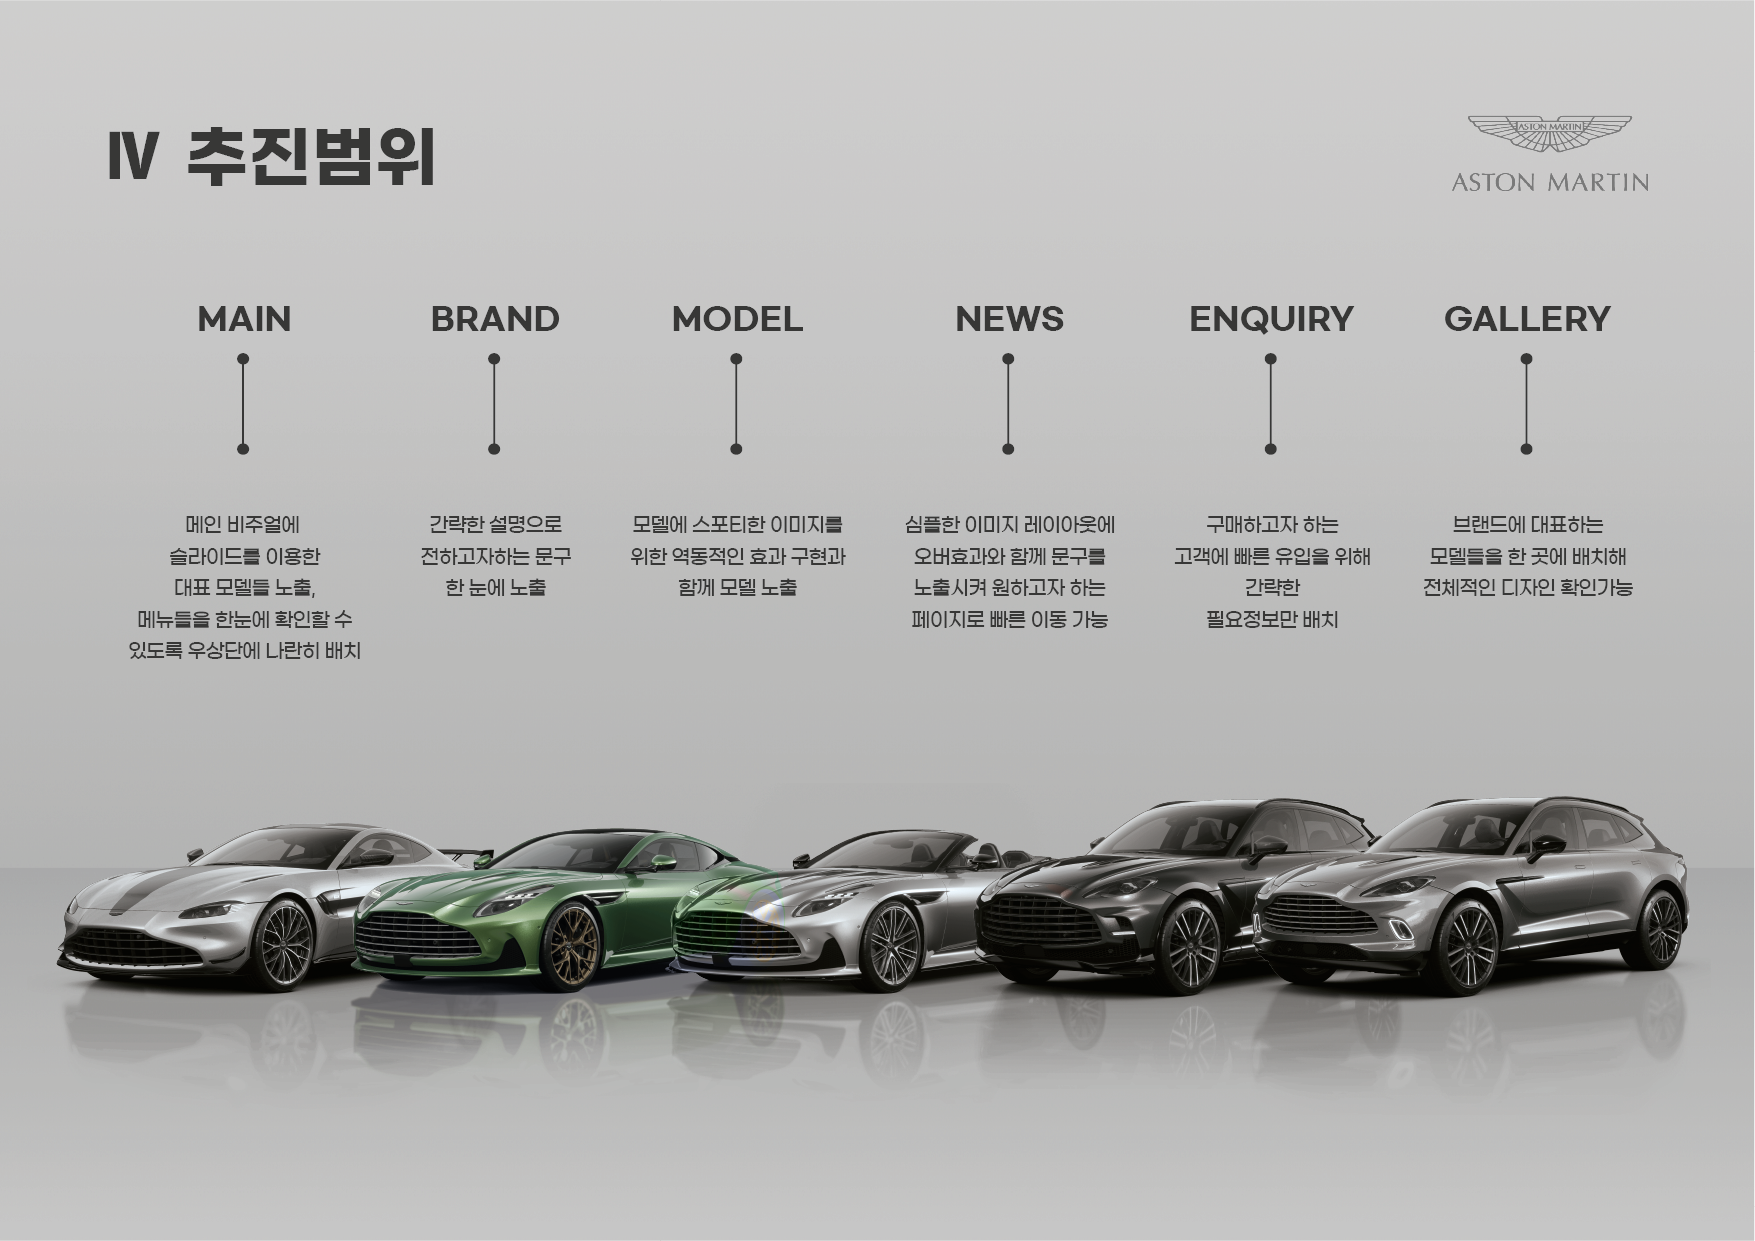 Ⅳ 추진범위
ASTON MARTIN
ASTON MARTIN
MAIN
메인 비주얼에
슬라이드를 이용한
대표 모델들 노출,
메뉴들을 한눈에 확인할 수
있도록 우상단에 나란히 배치
BRAND
간략한 설명으로
전하고자하는 문구
한 눈에 노출
MODEL
모델에 스포티한 이미지를
위한 역동적인 효과 구현과
함께 모델 노출
NEWS
심플한 이미지 레이아웃에
오버효과와 함께 문구를
노출시켜 원하고자 하는
페이지로 빠른 이동 가능
ENQUIRY
구매하고자 하는
고객에 빠른 유입을 위해
간략한
필요정보만 배치
GALLERY
브랜드에 대표하는
모델들을 한 곳에 배치해
전체적인 디자인 확인가능